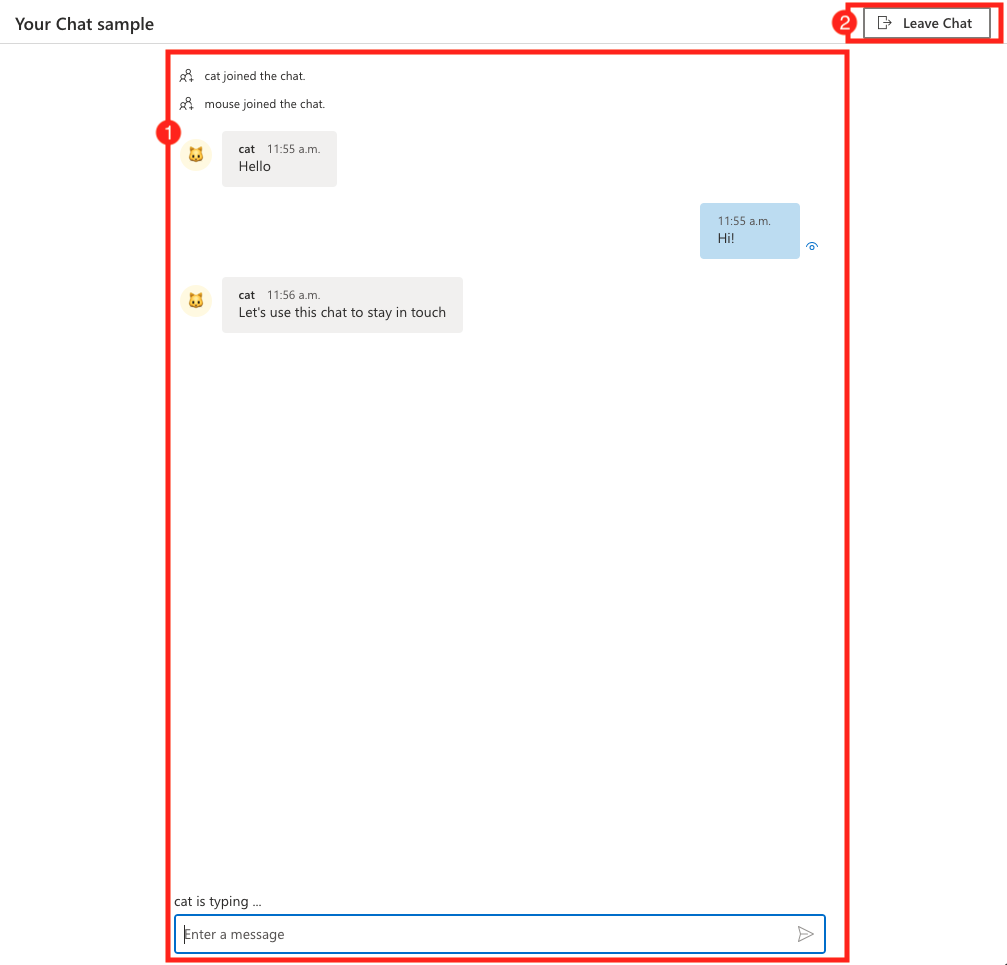 Your Chat sample
2
Leave Chat
cat joined the chat.
mouse joined the chat.
1
cat 11:55 a.m.
Hello
11:55 a.m.
Hi!
cat 11:56 a.m.
Let's use this chat to stay in touch
cat is typing ...
Enter a message